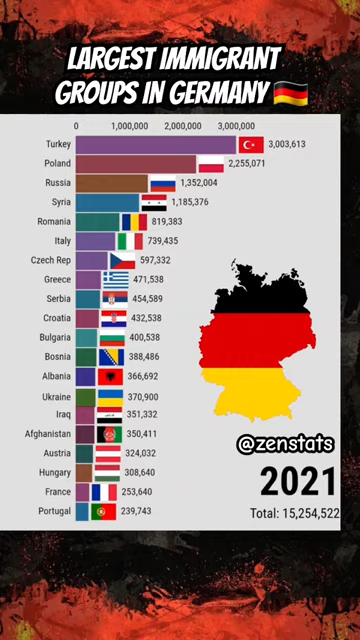 LARGEST IMMIGRANT
GROUPS IN GERMANY
0 1,000,000 2,000,000 3,000,000
Turkey 3,003,613
Poland 2,255,071
Russia 1,352,004
Syria 1,185,376
Romania 819,383
Italy 739,435
Czech Rep 597,332
Greece 471,538
Serbia 454,589
Croatia 432,538
Bulgaria 400,538
Bosnia 388,486
Albania 366,692
Ukraine 370,900
Iraq 351,332
Afghanistan 350,411
Austria 324,032
Hungary 308,640
France 253,640
Portugal 239,743
@zenstats
2021
Total: 15,254,522